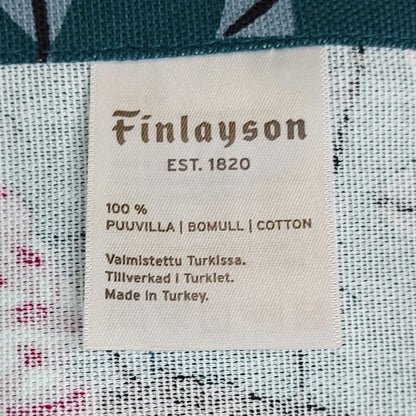 Finlayson
EST. 1820
100 %
PUUVILLA | BOMULL | COTTON
Valmistettu Turkissa.
Tillverkad i Turkiet.
Made in Turkey.